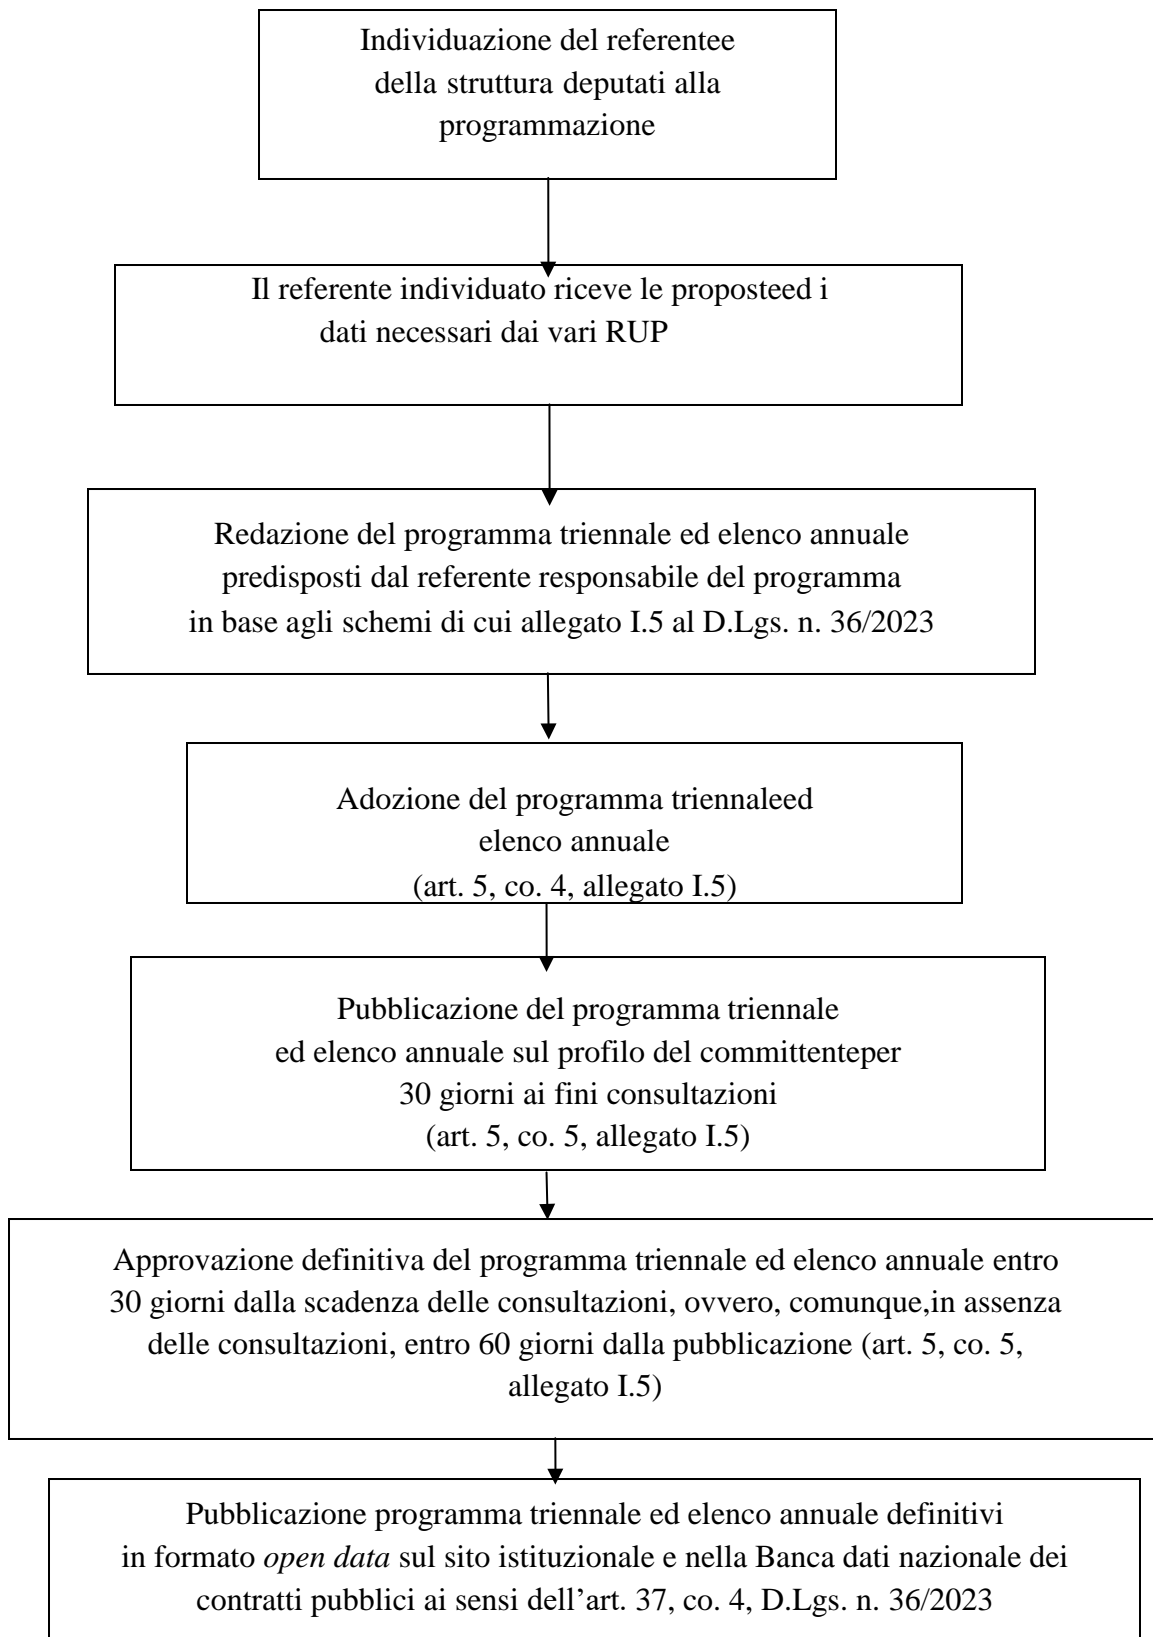 Individuazione del referentee
della struttura deputati alla
programmazione
Il referente individuato riceve le proposteed i
dati necessari dai vari RUP
Redazione del programma triennale ed elenco annuale
predisposti dal referente responsabile del programma
in base agli schemi di cui allegato I.5 al D.Lgs. n. 36/2023
Adozione del programma triennaleed
elenco annuale
(art. 5, co. 4, allegato I.5)
Pubblicazione del programma triennale
ed elenco annuale sul profilo del committenteper
30 giorni ai fini consultazioni
(art. 5, co. 5, allegato I.5)
Approvazione definitiva del programma triennale ed elenco annuale entro
30 giorni dalla scadenza delle consultazioni, ovvero, comunque,in assenza
delle consultazioni, entro 60 giorni dalla pubblicazione (art. 5, co. 5,
allegato I.5)
Pubblicazione programma triennale ed elenco annuale definitivi
in formato open data sul sito istituzionale e nella Banca dati nazionale dei
contratti pubblici ai sensi dell’art. 37, co. 4, D.Lgs. n. 36/2023